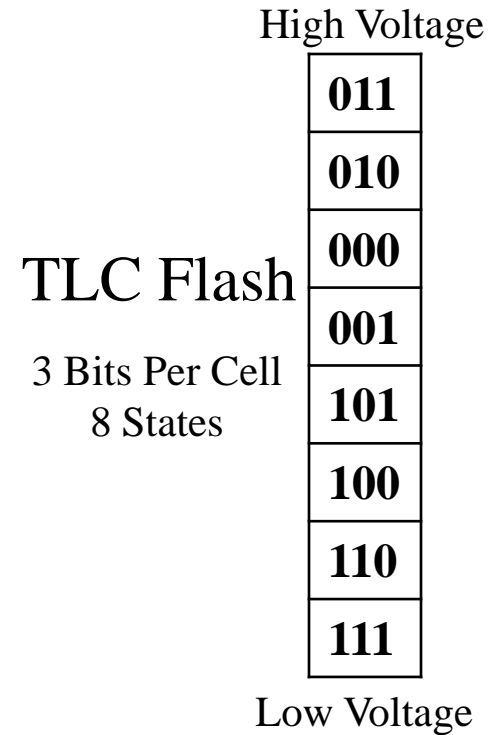 High Voltage
011
010
000
TLC Flash
001
3 Bits Per Cell
101
8 States
100
110
111
Low Voltage